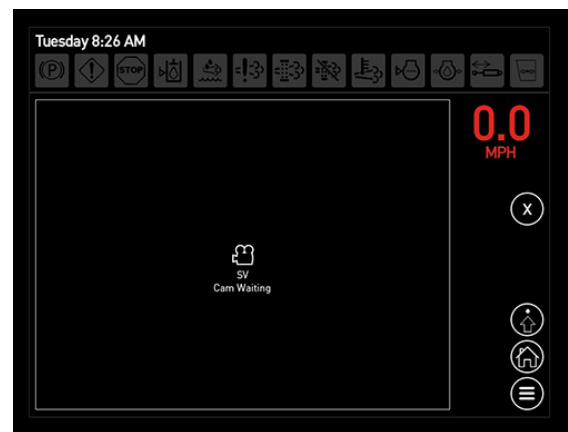 Tuesday 8:26 AM
(P) ! STOP
0.0
MPH
X
SV
Cam Waiting